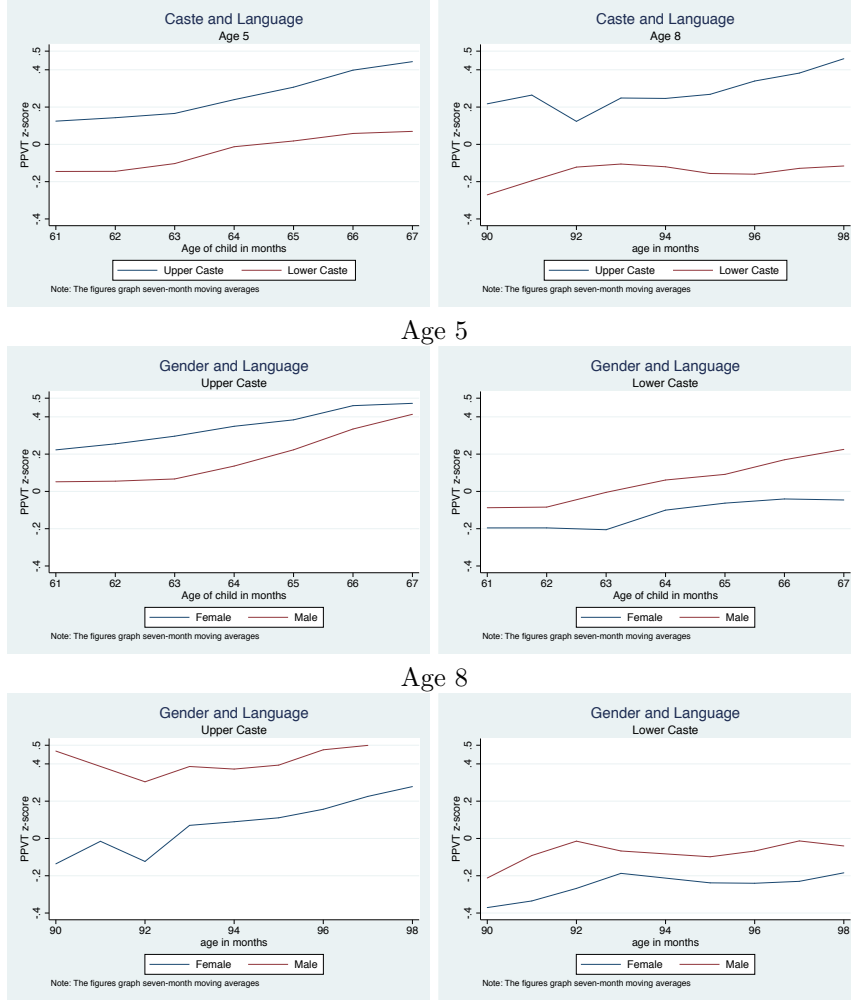 Caste and Language
Age 5
PPVT z-score
-.4 -.2 0 .2 .4 .5
61 62 63 64 65 66 67
Age of child in months
Upper Caste Lower Caste
Note: The figures graph seven-month moving averages
Caste and Language
Age 8
PPVT z-score
-.4 -.2 0 .2 .4 .5
90 92 94 96 98
age in months
Upper Caste Lower Caste
Note: The figures graph seven-month moving averages
Age 5
Gender and Language
Upper Caste
PPVT z-score
-.4 -.2 0 .2 .4 .5
61 62 63 64 65 66 67
Age of child in months
Female Male
Note: The figures graph seven-month moving averages
Gender and Language
Lower Caste
PPVT z-score
-.4 -.2 0 .2 .4 .5
61 62 63 64 65 66 67
Age of child in months
Female Male
Note: The figures graph seven-month moving averages
Age 8
Gender and Language
Upper Caste
PPVT z-score
-.4 -.2 0 .2 .4 .5
90 92 94 96 98
age in months
Female Male
Note: The figures graph seven-month moving averages
Gender and Language
Lower Caste
PPVT z-score
-.4 -.2 0 .2 .4 .5
90 92 94 96 98
age in months
Female Male
Note: The figures graph seven-month moving averages